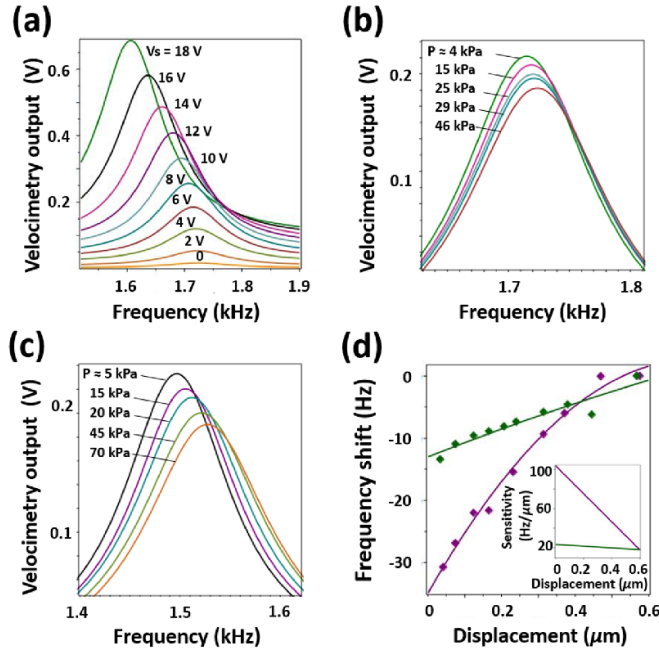 (a)
Velocimetry output (V)
0.6
0.4
0.2
Vs = 18 V
16 V
14 V
12 V
10 V
8 V
6 V
4 V
2 V
0
1.6
1.7
1.8
1.9
Frequency (kHz)
(b)
Velocimetry output (V)
0.2
0.1
P ≈ 4 kPa
15 kPa
25 kPa
29 kPa
46 kPa
1.7
1.8
Frequency (kHz)
(c)
Velocimetry output (V)
0.2
0.1
P ≈ 5 kPa
15 kPa
20 kPa
45 kPa
70 kPa
1.4
1.5
1.6
Frequency (kHz)
(d)
Frequency shift (Hz)
0
-10
-20
-30
Sensitivity
(Hz/μm)
100
60
20
0
0.2
0.4
0.6
Displacement (μm)
0
0.2
0.4
0.6
Displacement (μm)